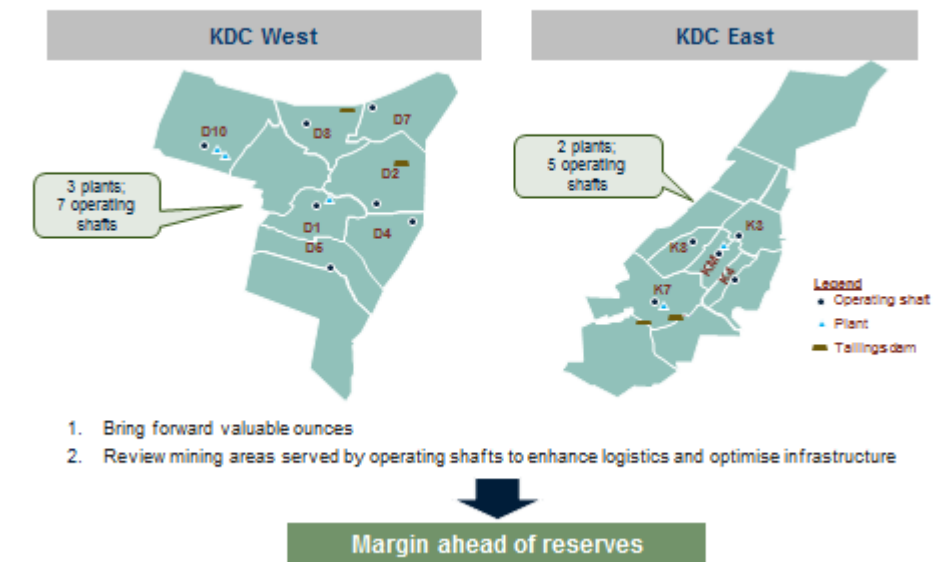 KDC West
KDC East
D10
D8
D7
D2
D1
D4
D5
3 plants;
7 operating
shafts
2 plants;
5 operating
shafts
K3
K8
KM
K4
K7
Legend
Operating shaft
Plant
Tailings dam
1. Bring forward valuable ounces
2. Review mining areas served by operating shafts to enhance logistics and optimise infrastructure
Margin ahead of reserves